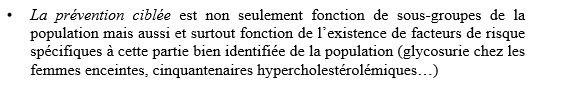 • La prévention ciblée est non seulement fonction de sous-groupes de la
population mais aussi et surtout fonction de l'existence de facteurs de risque
spécifiques à cette partie bien identifiée de la population (glycosurie chez les
femmes enceintes, cinquantenaires hypercholestérolémiques…)